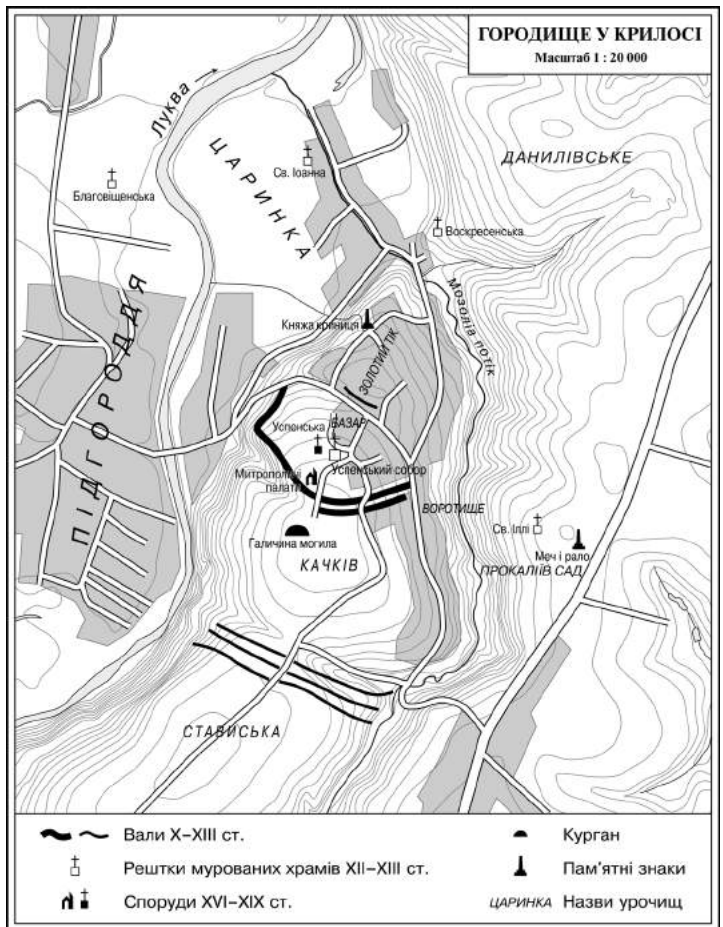 ГОРОДИЩЕ У КРИЛОСІ
Масштаб 1 : 20 000
Луква
ЦАРИНКА
Св. Іоанна
ДАНИЛІВСЬКЕ
Благовіщенська
Воскресенська
Мозолів потік
ПІДГОРОДДЯ
Княжа криниця
ЗОЛОТИЙ ТІК
БАЗАР
Успенська
Успенський собор
Митрополичі
палати
ВОРОТИЩЕ
Галичина могила
КАЧКІВ
Св. Іллі
Меч і рало
ПРОКАЛІЇВ САД
СТАВИСЬКА
Вали X–XIII ст.
Рештки мурованих храмів XII–XIII ст.
Споруди XVI–XIX ст.
Курган
Пам'ятні знаки
ЦАРИНКА Назви урочищ